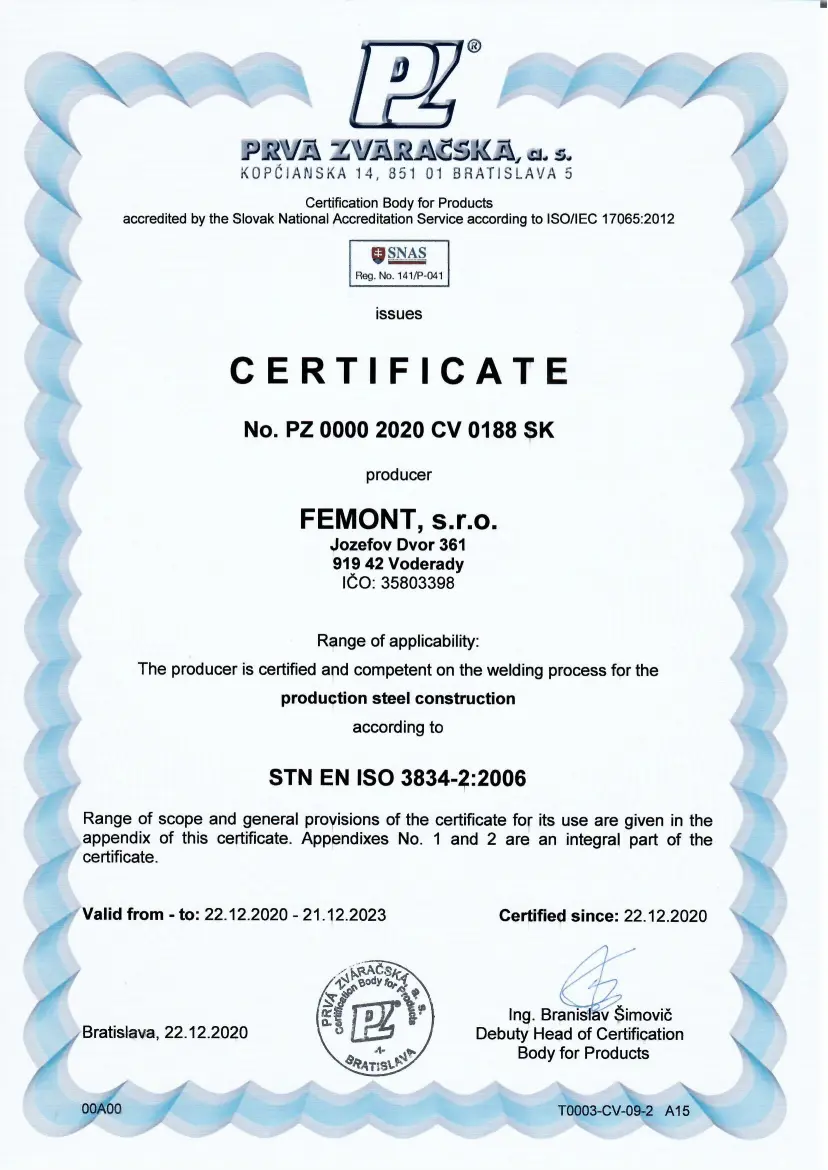 PZ®
PRVÁ ZVÁRAČSKÁ, a. s.
KOPČIANSKA 14, 851 01 BRATISLAVA 5
Certification Body for Products
accredited by the Slovak National Accreditation Service according to ISO/IEC 17065:2012
SNAS
Reg. No. 141/P-041
issues
CERTIFICATE
No. PZ 0000 2020 CV 0188 SK
producer
FEMONT, s.r.o.
Jozefov Dvor 361
919 42 Voderady
IČO: 35803398
Range of applicability:
The producer is certified and competent on the welding process for the
production steel construction
according to
STN EN ISO 3834-2:2006
Range of scope and general provisions of the certificate for its use are given in the
appendix of this certificate. Appendixes No. 1 and 2 are an integral part of the
certificate.
Valid from - to: 22.12.2020 - 21.12.2023
Certified since: 22.12.2020
PRVÁ ZVÁRAČSKÁ, a. s.
Certification Body for Products
PZ
-1-
BRATISLAVA
Bratislava, 22.12.2020
Ing. Branislav Šimovič
Debuty Head of Certification
Body for Products
00A00
T0003-CV-09-2 A15